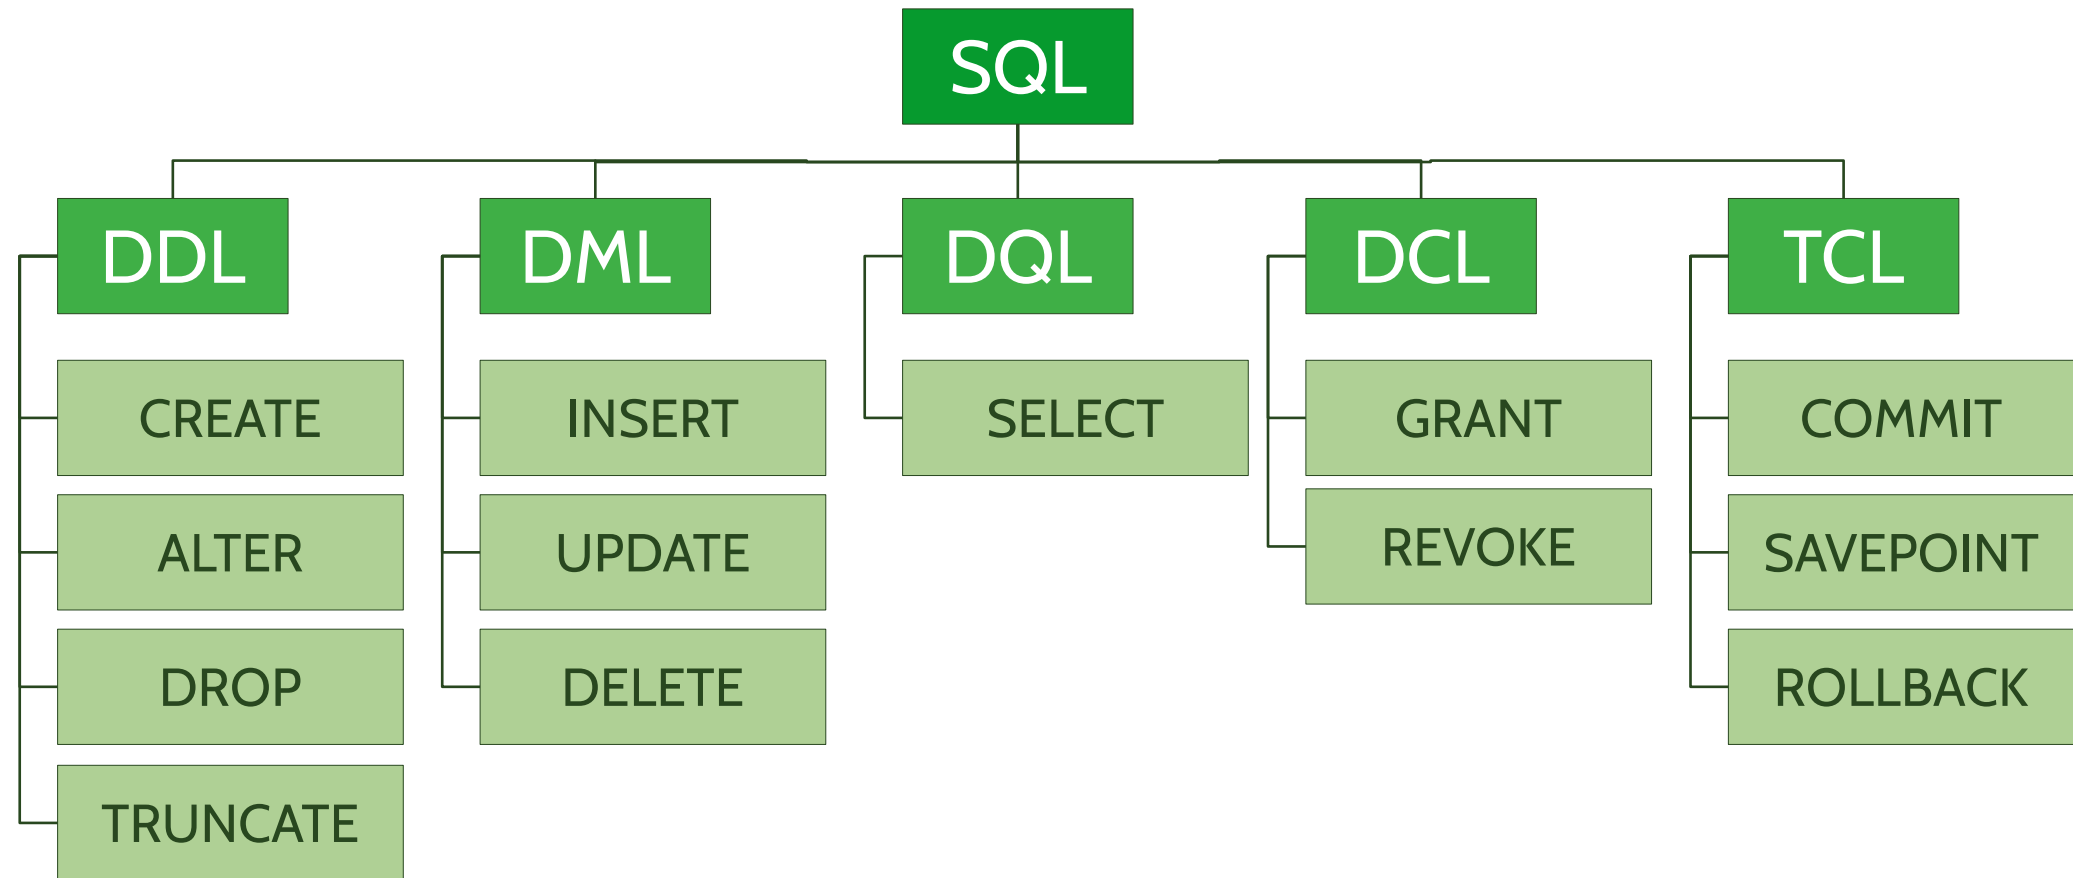 SQL
DDL
DML
DQL
DCL
TCL
CREATE
INSERT
SELECT
GRANT
COMMIT
ALTER
UPDATE
REVOKE
SAVEPOINT
DROP
DELETE
ROLLBACK
TRUNCATE